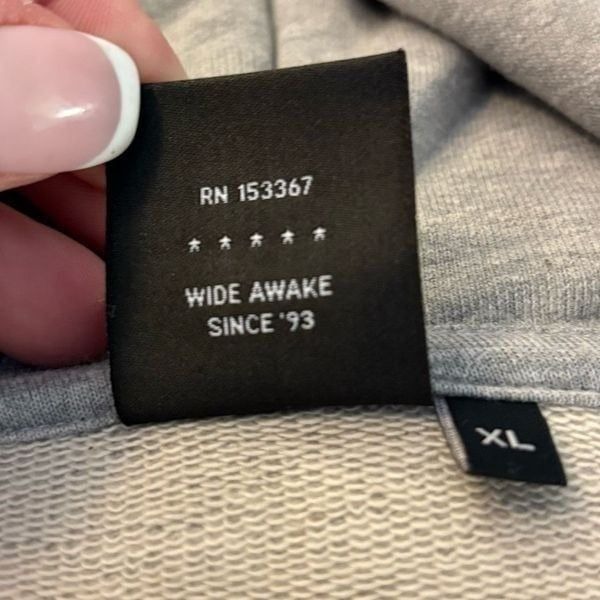 RN 153367
★ ★ ★ ★ ★
WIDE AWAKE
SINCE '93
XL